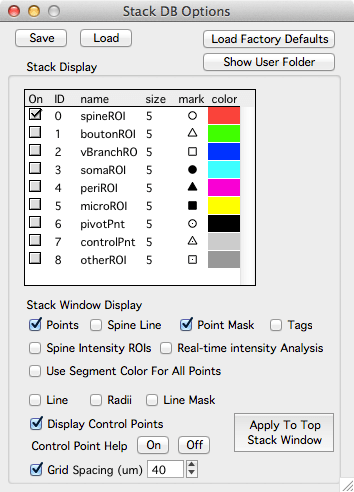 Stack DB Options
Save Load Load Factory Defaults
Show User Folder
Stack Display
On ID name size mark color
0 spineROI 5
1 boutonROI 5
2 vBranchRO 5
3 somaROI 5
4 periROI 5
5 microROI 5
6 pivotPnt 5
7 controlPnt 5
8 otherROI 5
Stack Window Display
Points Spine Line Point Mask Tags
Spine Intensity ROIs Real-time intensity Analysis
Use Segment Color For All Points
Line Radii Line Mask
Display Control Points
Control Point Help On Off
Apply To Top
Stack Window
Grid Spacing (um) 40